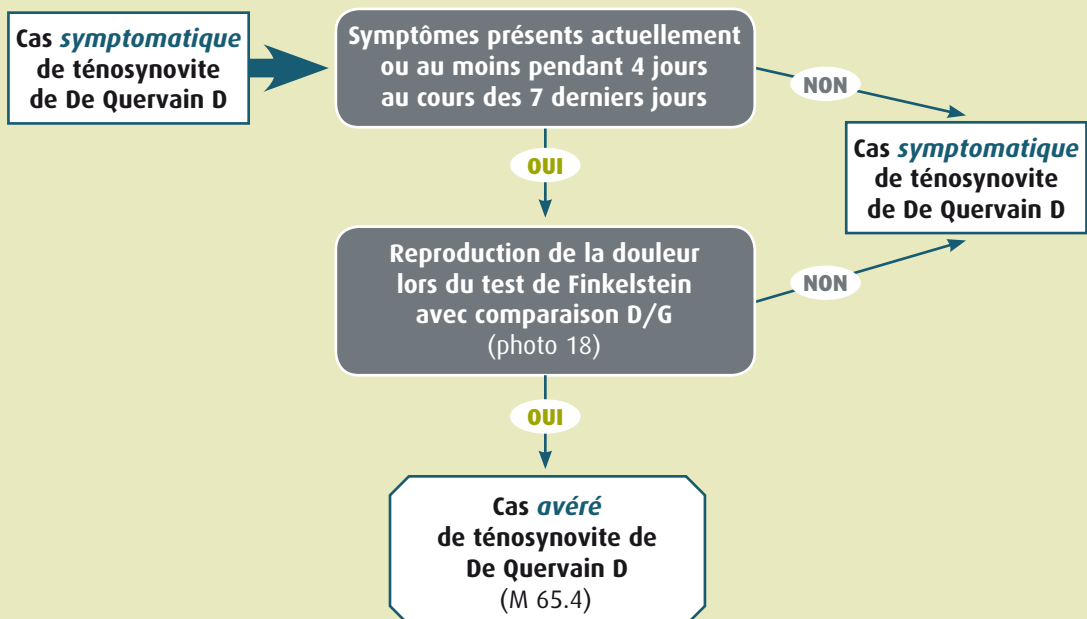 Cas symptomatique
de ténosynovite
de De Quervain D
Symptômes présents actuellement
ou au moins pendant 4 jours
au cours des 7 derniers jours
NON
Cas symptomatique
de ténosynovite
de De Quervain D
OUI
Reproduction de la douleur
lors du test de Finkelstein
avec comparaison D/G
(photo 18)
NON
OUI
Cas avéré
de ténosynovite de
De Quervain D
(M 65.4)